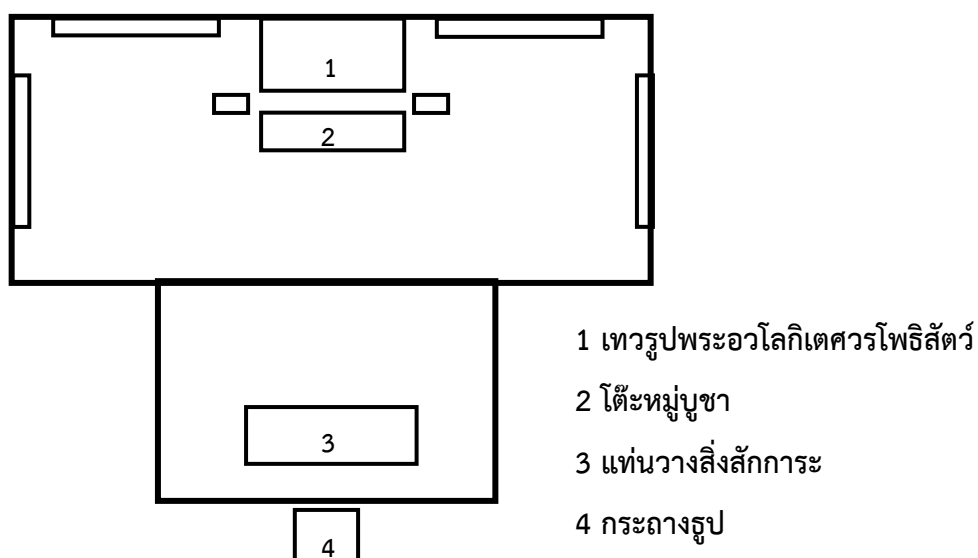 1
2
3
4
1 เทวรูปพระอวโลกิเตศวรโพธิสัตว์
2 โต๊ะหมู่บูชา
3 แท่นวางสิ่งสักการะ
4 กระถางธูป